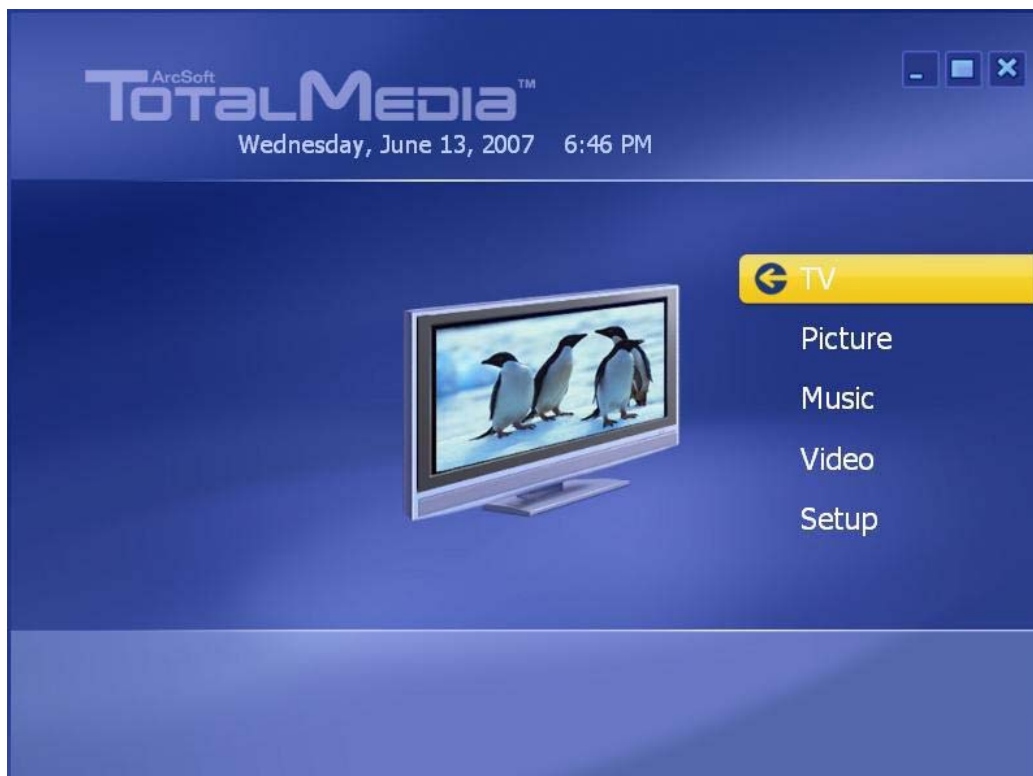 ArcSoft
TOTALMEDIA™
Wednesday, June 13, 2007 6:46 PM
TV
Picture
Music
Video
Setup